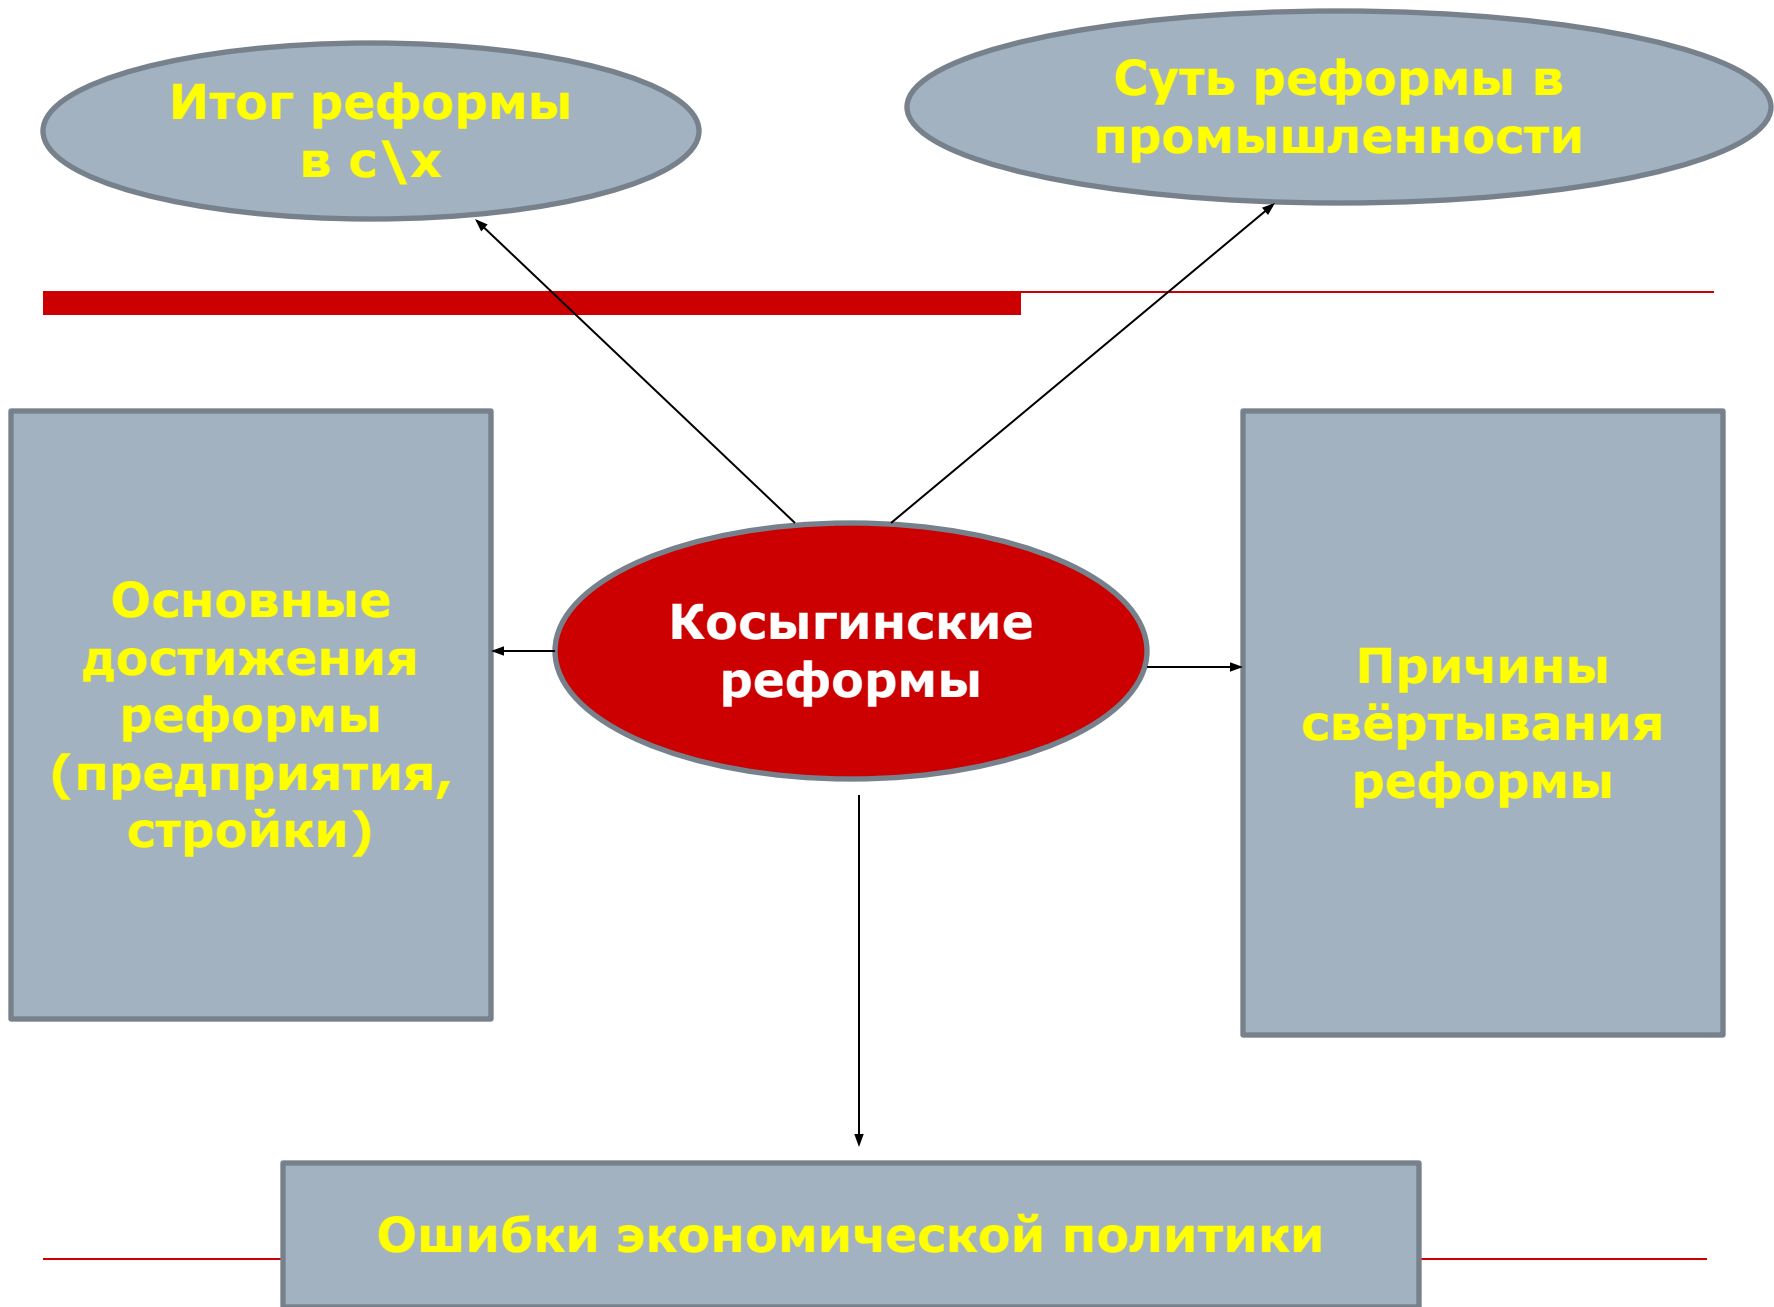 Итог реформы
в с\х
Суть реформы в
промышленности
Основные
достижения
реформы
(предприятия,
стройки)
Косыгинские
реформы
Причины
свёртывания
реформы
Ошибки экономической политики